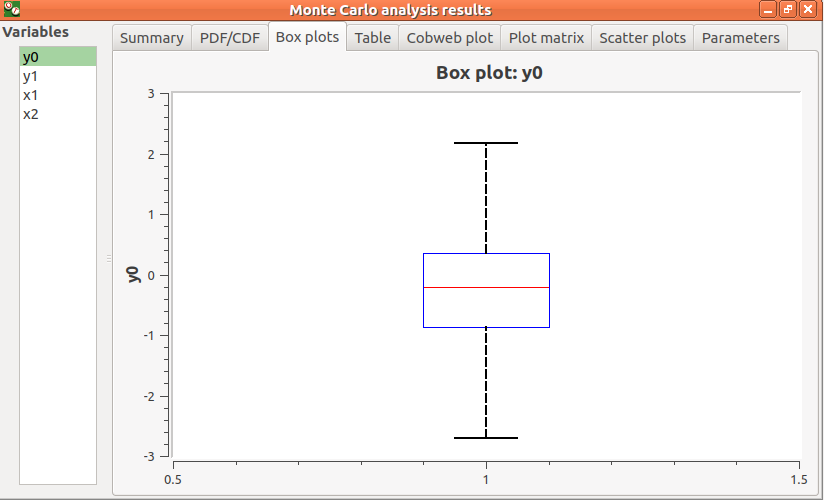 Monte Carlo analysis results
Variables
y0
y1
x1
x2
Summary PDF/CDF Box plots Table Cobweb plot Plot matrix Scatter plots Parameters
Box plot: y0
y0
3
2
1
0
-1
-2
-3
0.5 1 1.5